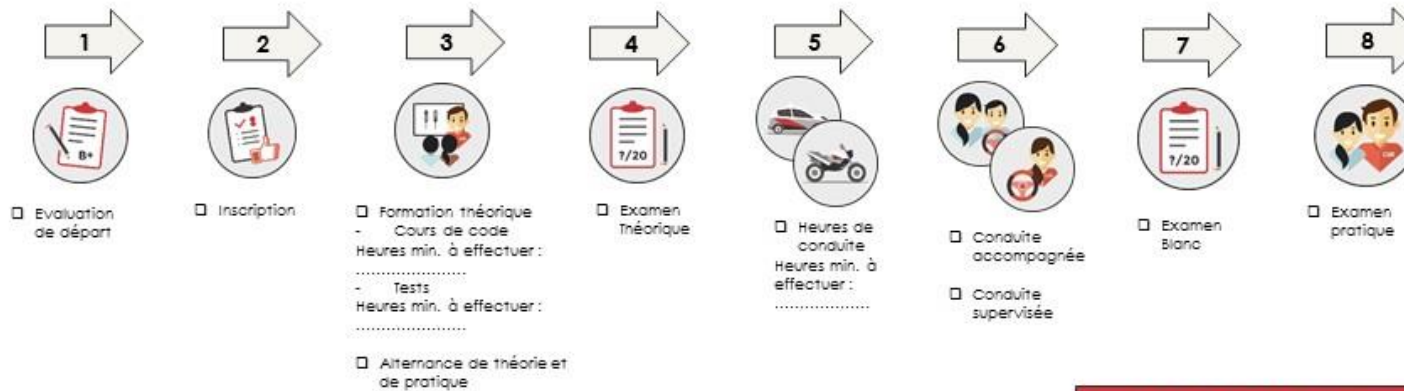 1
2
3
4
5
6
7
8
B+
?/20
?/20
Evaluation
de départ
Inscription
Formation théorique
- Cours de code
Heures min. à effectuer :
......................
- Tests
Heures min. à effectuer :
......................
Alternance de théorie et
de pratique
Examen
Théorique
Heures de
conduite
Heures min. à
effectuer :
...................
Conduite
accompagnée
Conduite
supervisée
Examen
Blanc
Examen
pratique